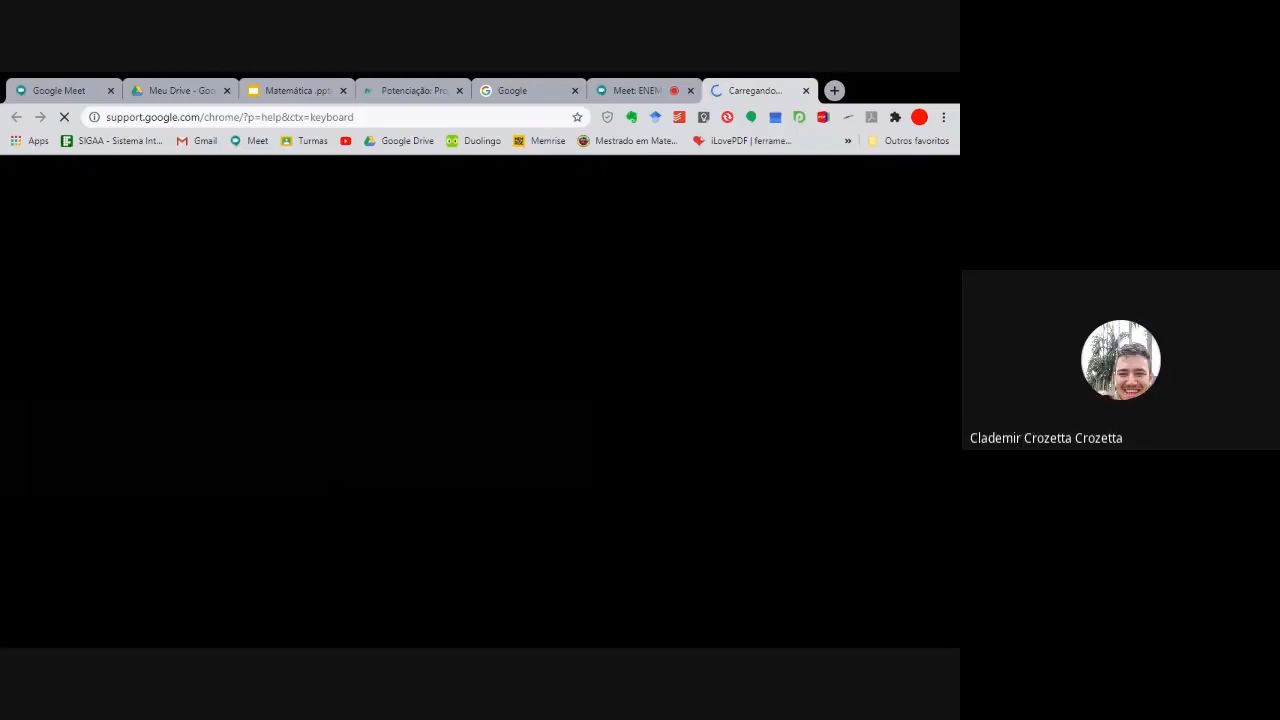 Google Meet
Meu Drive - Goo
Matemática .ppt
Potenciação: Pro
Google
Meet: ENEM
Carregando...
support.google.com/chrome/?p=help&ctx=keyboard
Apps
SIGAA - Sistema Int...
Gmail
Meet
Turmas
Google Drive
Duolingo
Memrise
Mestrado em Mate...
iLovePDF | ferrame...
»
Outros favoritos
Clademir Crozetta Crozetta